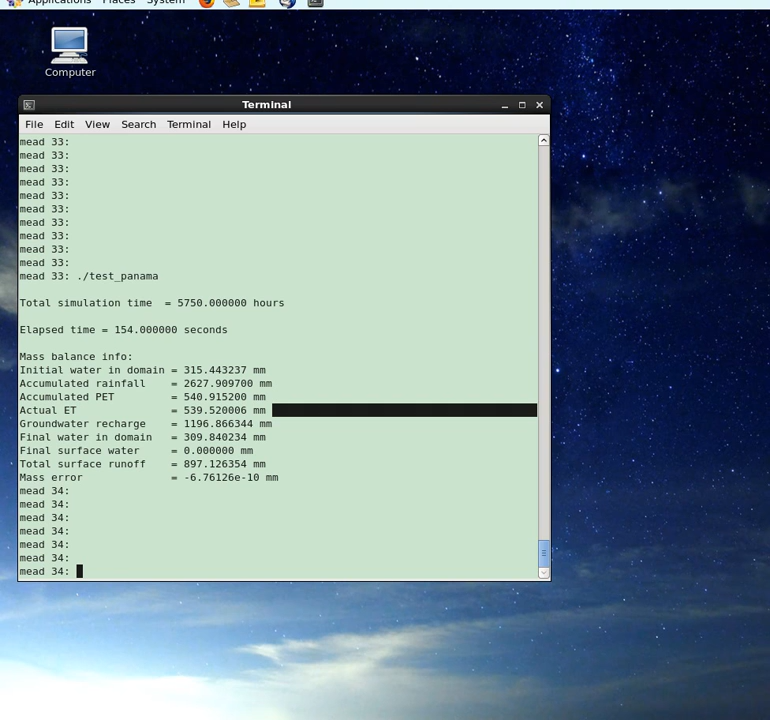 Applications Places System
Computer
Terminal
File Edit View Search Terminal Help
mead 33:
mead 33:
mead 33:
mead 33:
mead 33:
mead 33:
mead 33:
mead 33:
mead 33:
mead 33:
mead 33: ./test_panama
Total simulation time  = 5750.000000 hours
Elapsed time = 154.000000 seconds
Mass balance info:
Initial water in domain = 315.443237 mm
Accumulated rainfall    = 2627.909700 mm
Accumulated PET         = 540.915200 mm
Actual ET               = 539.520006 mm
Groundwater recharge    = 1196.866344 mm
Final water in domain   = 309.840234 mm
Final surface water     = 0.000000 mm
Total surface runoff    = 897.126354 mm
Mass error              = -6.76126e-10 mm
mead 34:
mead 34:
mead 34:
mead 34:
mead 34:
mead 34:
mead 34: